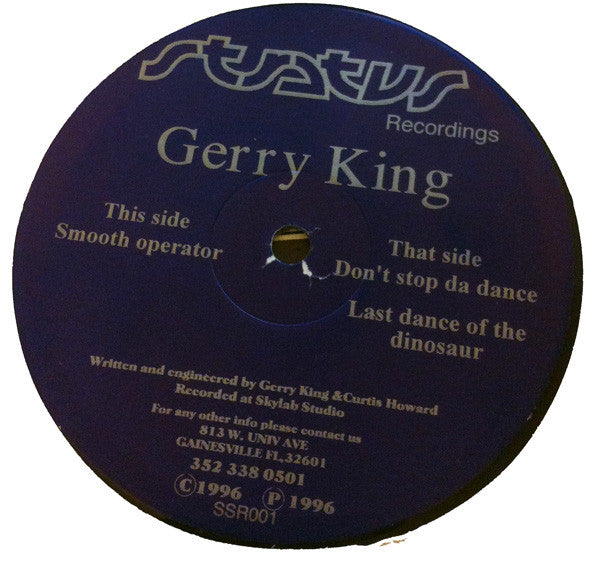 status
Recordings
Gerry King
This side
Smooth operator
That side
Don't stop da dance
Last dance of the
dinosaur
Written and engineered by Gerry King &Curtis Howard
Recorded at Skylab Studio
For any other info please contact us
813 W. UNIV AVE
GAINESVILLE FL,32601
352 338 0501
©1996 ℗ 1996
SSR001